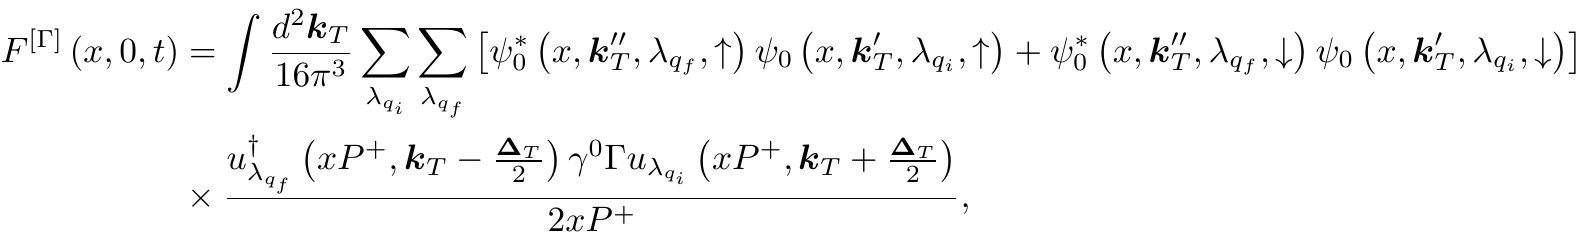 F^{[\Gamma]}(x, 0, t) = \int \frac{d^2 \boldsymbol{k}_T}{16\pi^3} \sum_{\lambda_{q_i}} \sum_{\lambda_{q_f}} \left[ \psi_0^* \left( x, \boldsymbol{k}_T'', \lambda_{q_f}, \uparrow \right) \psi_0 \left( x, \boldsymbol{k}_T', \lambda_{q_i}, \uparrow \right) + \psi_0^* \left( x, \boldsymbol{k}_T'', \lambda_{q_f}, \downarrow \right) \psi_0 \left( x, \boldsymbol{k}_T', \lambda_{q_i}, \downarrow \right) \right]
\times \frac{u_{\lambda_{q_f}}^\dagger \left( xP^+, \boldsymbol{k}_T - \frac{\boldsymbol{\Delta}_T}{2} \right) \gamma^0 \Gamma u_{\lambda_{q_i}} \left( xP^+, \boldsymbol{k}_T + \frac{\boldsymbol{\Delta}_T}{2} \right)}{2xP^+},